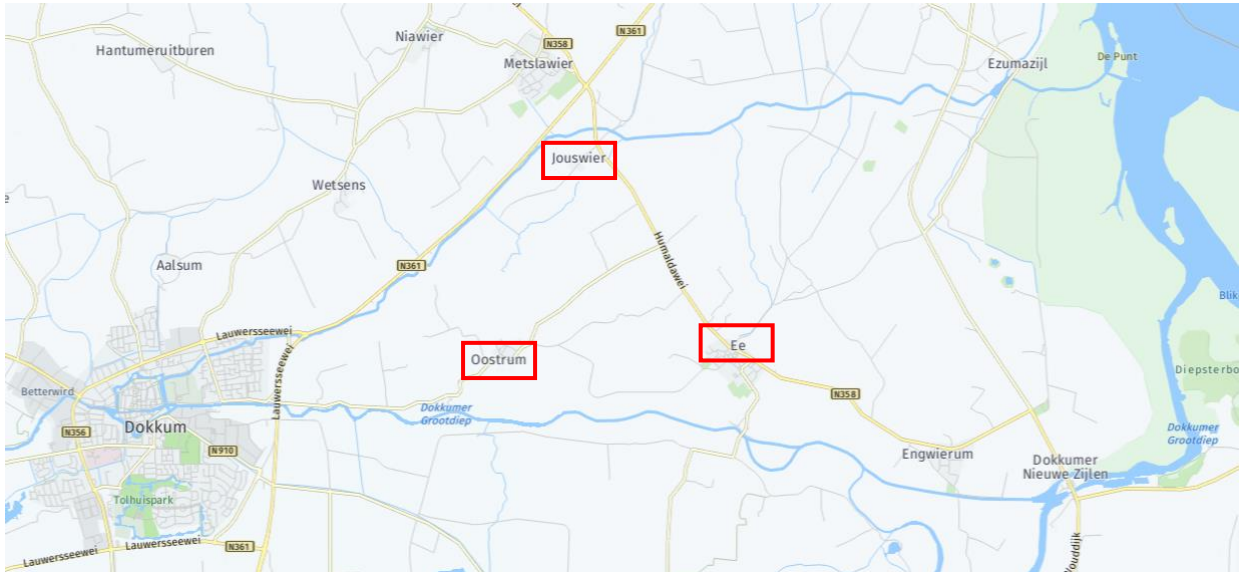 N361
Niawier
Hantumeruitburen
N358
Metslawier
De Punt
Ezumazijl
Jouswier
Wetsens
Humaldawei
Aalsum
N361
Blik
Lauwersseewei
Ee
Oostrum
Diepsterbo
Lauwersseewei
Betterwird
N358
Dokkumer
Grootdiep
Dokkumer
Grootdiep
Dokkum
N356
N910
Engwierum
Dokkumer
Nieuwe Zijlen
Tolhuispark
Lauwersseewei
N361
Lauwersseewei
Wouddijk